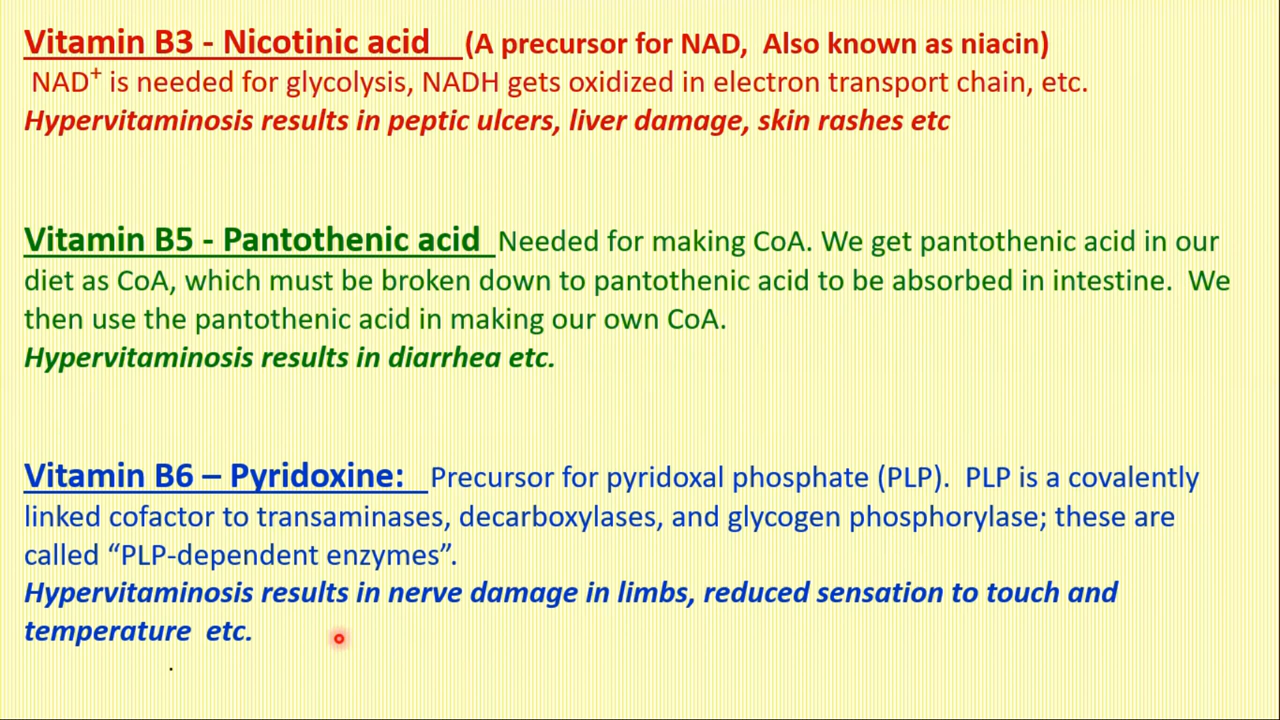 Vitamin B3 - Nicotinic acid (A precursor for NAD, Also known as niacin)
NAD⁺ is needed for glycolysis, NADH gets oxidized in electron transport chain, etc.
Hypervitaminosis results in peptic ulcers, liver damage, skin rashes etc
Vitamin B5 - Pantothenic acid Needed for making CoA. We get pantothenic acid in our
diet as CoA, which must be broken down to pantothenic acid to be absorbed in intestine. We
then use the pantothenic acid in making our own CoA.
Hypervitaminosis results in diarrhea etc.
Vitamin B6 – Pyridoxine: Precursor for pyridoxal phosphate (PLP). PLP is a covalently
linked cofactor to transaminases, decarboxylases, and glycogen phosphorylase; these are
called “PLP-dependent enzymes”.
Hypervitaminosis results in nerve damage in limbs, reduced sensation to touch and
temperature etc.
.